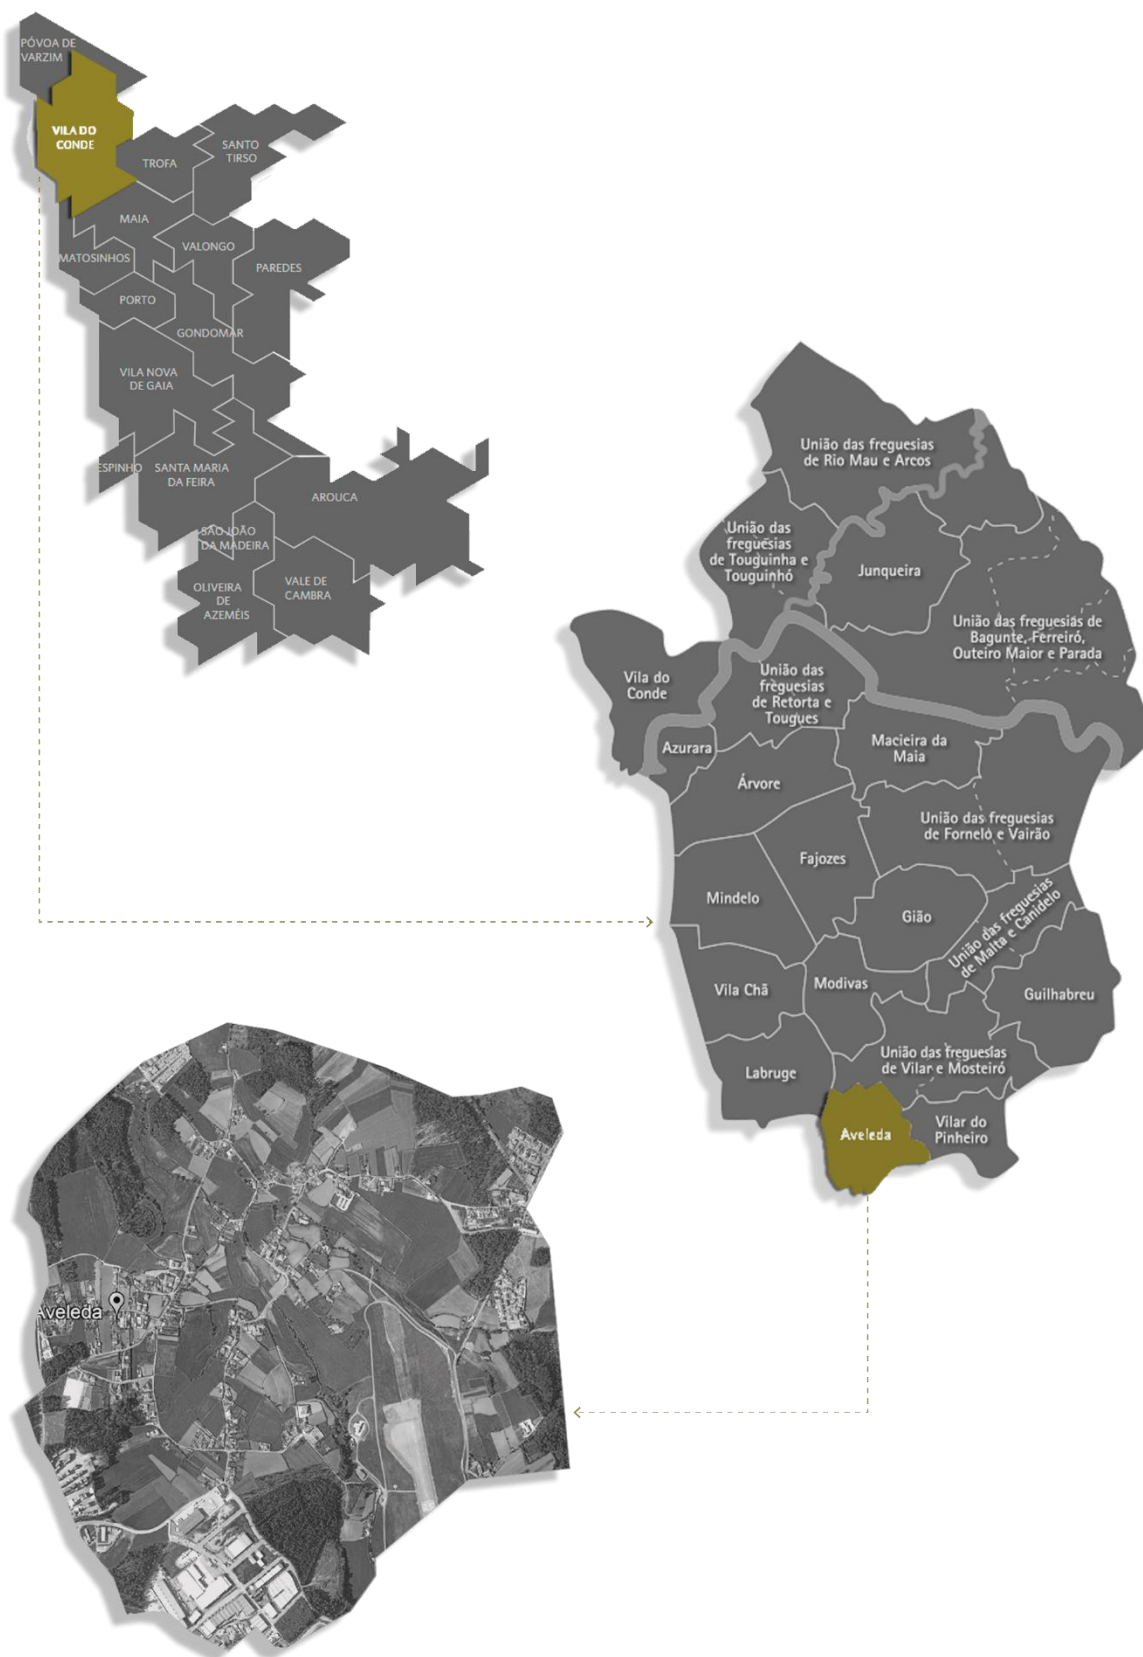 PÓVOA DE
VARZIM
VILA DO
CONDE
TROFA
SANTO
TIRSO
MAIA
VALONGO
MATOSINHOS
PAREDES
PORTO
GONDOMAR
VILA NOVA
DE GAIA
ESPINHO
SANTA MARIA
DA FEIRA
AROUCA
SÃO JOÃO
DA MADEIRA
OLIVEIRA
DE
AZEMÉIS
VALE DE
CAMBRA
União das freguesias
de Rio Mau e Arcos
União das
freguesias
de Touguinha e
Touguinhó
Junqueira
União das freguesias de
Bagunte, Ferreiró,
Outeiro Maior e Parada
Vila do
Conde
União das
freguesias
de Retorta e
Tougues
Azurara
Macieira da
Maia
Árvore
União das freguesias
de Fornelo e Vairão
Fajozes
Mindelo
Gião
União das freguesias
de Malta e Canidelo
Vila Chã
Modivas
Guilhabreu
União das freguesias
de Vilar e Mosteiró
Labruge
Aveleda
Vilar do
Pinheiro
Aveleda